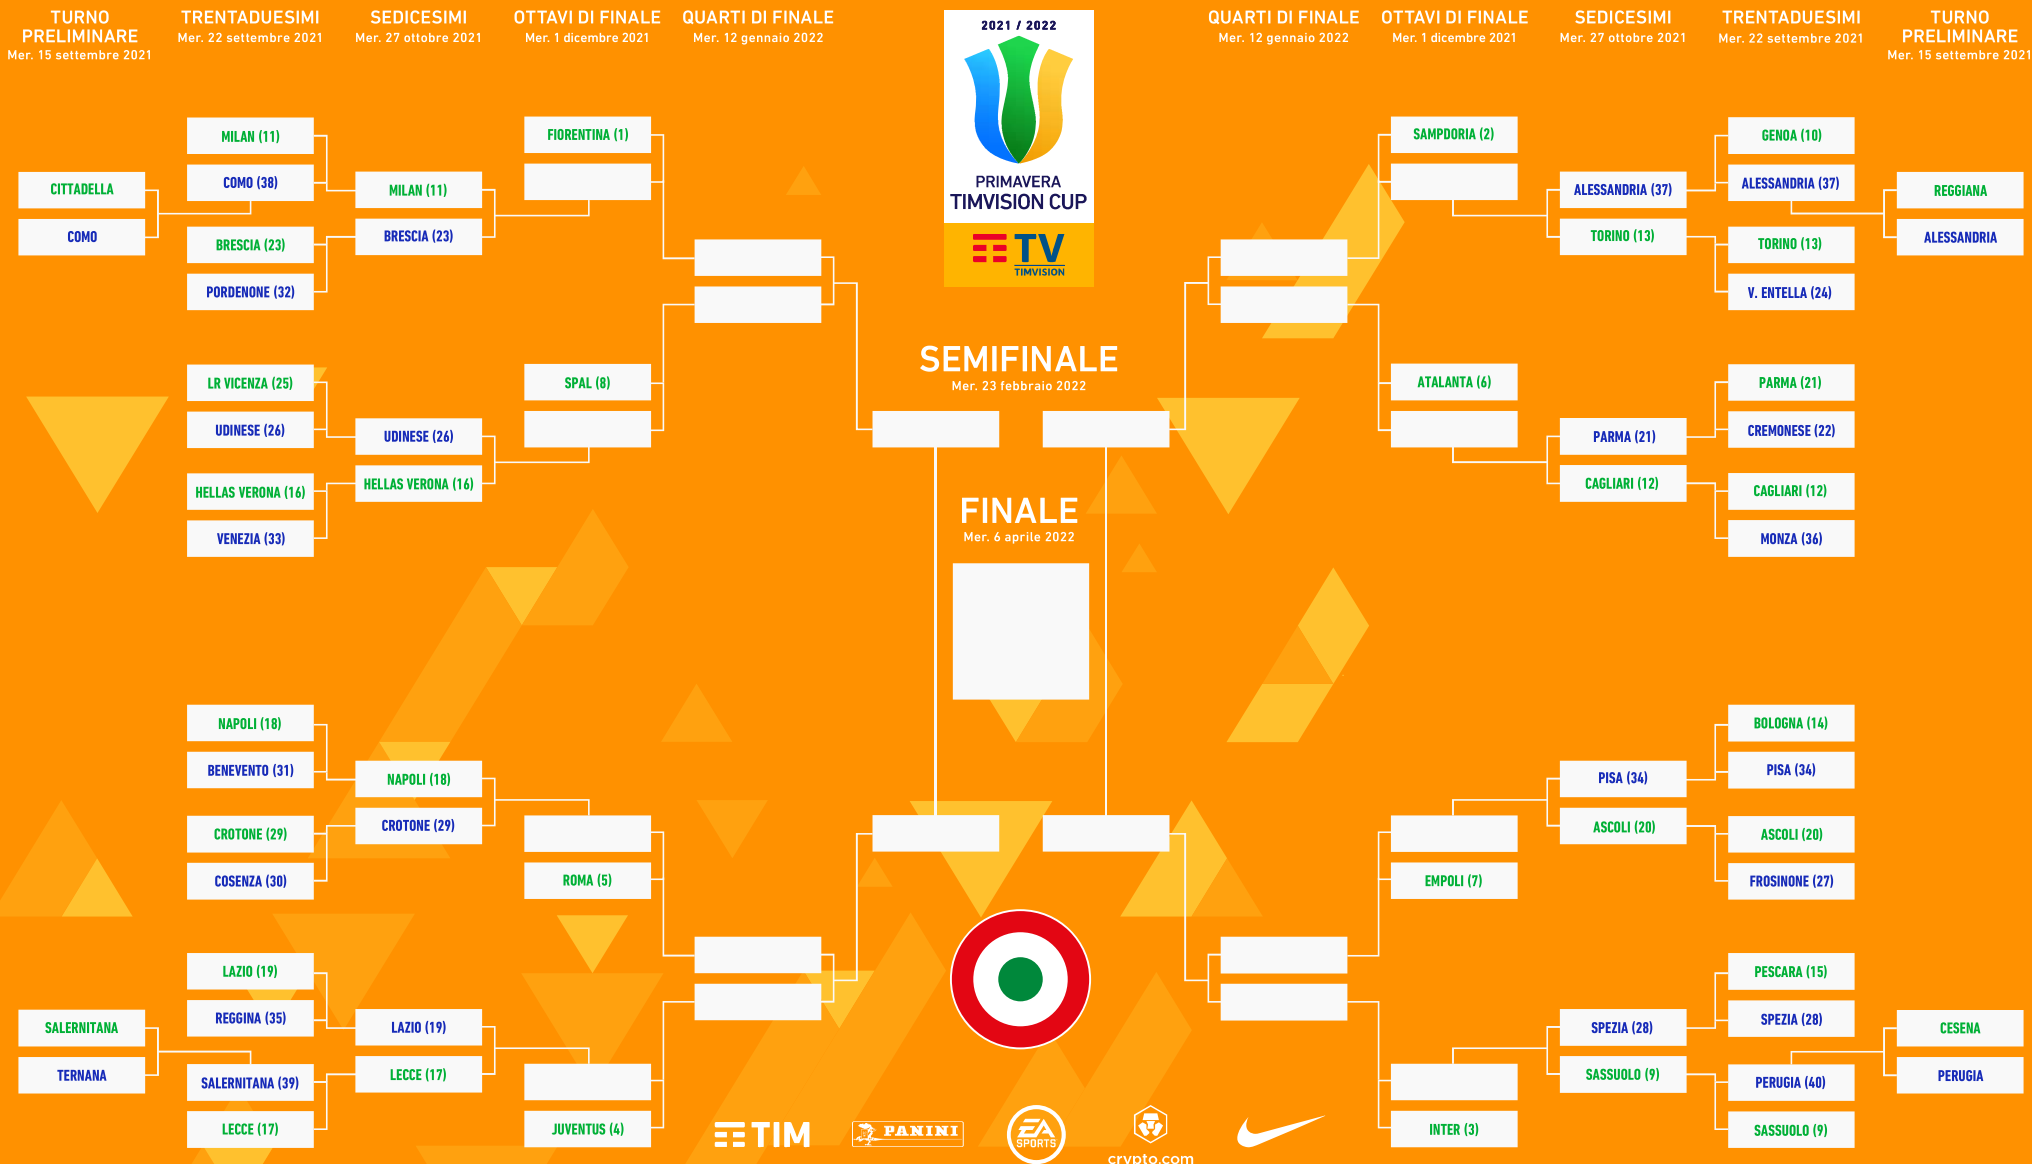 TURNO
PRELIMINARE
Mer. 15 settembre 2021
TRENTADUESIMI
Mer. 22 settembre 2021
SEDICESIMI
Mer. 27 ottobre 2021
OTTAVI DI FINALE
Mer. 1 dicembre 2021
QUARTI DI FINALE
Mer. 12 gennaio 2022
2021 / 2022
PRIMAVERA
TIMVISION CUP
TV
TIMVISION
QUARTI DI FINALE
Mer. 12 gennaio 2022
OTTAVI DI FINALE
Mer. 1 dicembre 2021
SEDICESIMI
Mer. 27 ottobre 2021
TRENTADUESIMI
Mer. 22 settembre 2021
TURNO
PRELIMINARE
Mer. 15 settembre 2021
CITTADELLA
COMO
SALERNITANA
TERNANA
MILAN (11)
COMO (38)
BRESCIA (23)
PORDENONE (32)
LR VICENZA (25)
UDINESE (26)
HELLAS VERONA (16)
VENEZIA (33)
NAPOLI (18)
BENEVENTO (31)
CROTONE (29)
COSENZA (30)
LAZIO (19)
REGGINA (35)
SALERNITANA (39)
LECCE (17)
MILAN (11)
BRESCIA (23)
UDINESE (26)
HELLAS VERONA (16)
NAPOLI (18)
CROTONE (29)
LAZIO (19)
LECCE (17)
FIORENTINA (1)
SPAL (8)
ROMA (5)
JUVENTUS (4)
SEMIFINALE
Mer. 23 febbraio 2022
FINALE
Mer. 6 aprile 2022
SAMPDORIA (2)
ATALANTA (6)
EMPOLI (7)
INTER (3)
ALESSANDRIA (37)
TORINO (13)
PARMA (21)
CAGLIARI (12)
PISA (34)
ASCOLI (20)
SPEZIA (28)
SASSUOLO (9)
GENOA (10)
ALESSANDRIA (37)
TORINO (13)
V. ENTELLA (24)
PARMA (21)
CREMONESE (22)
CAGLIARI (12)
MONZA (36)
BOLOGNA (14)
PISA (34)
ASCOLI (20)
FROSINONE (27)
PESCARA (15)
SPEZIA (28)
PERUGIA (40)
SASSUOLO (9)
REGGIANA
ALESSANDRIA
CESENA
PERUGIA
TIM
PANINI
EA
SPORTS
crypto.com